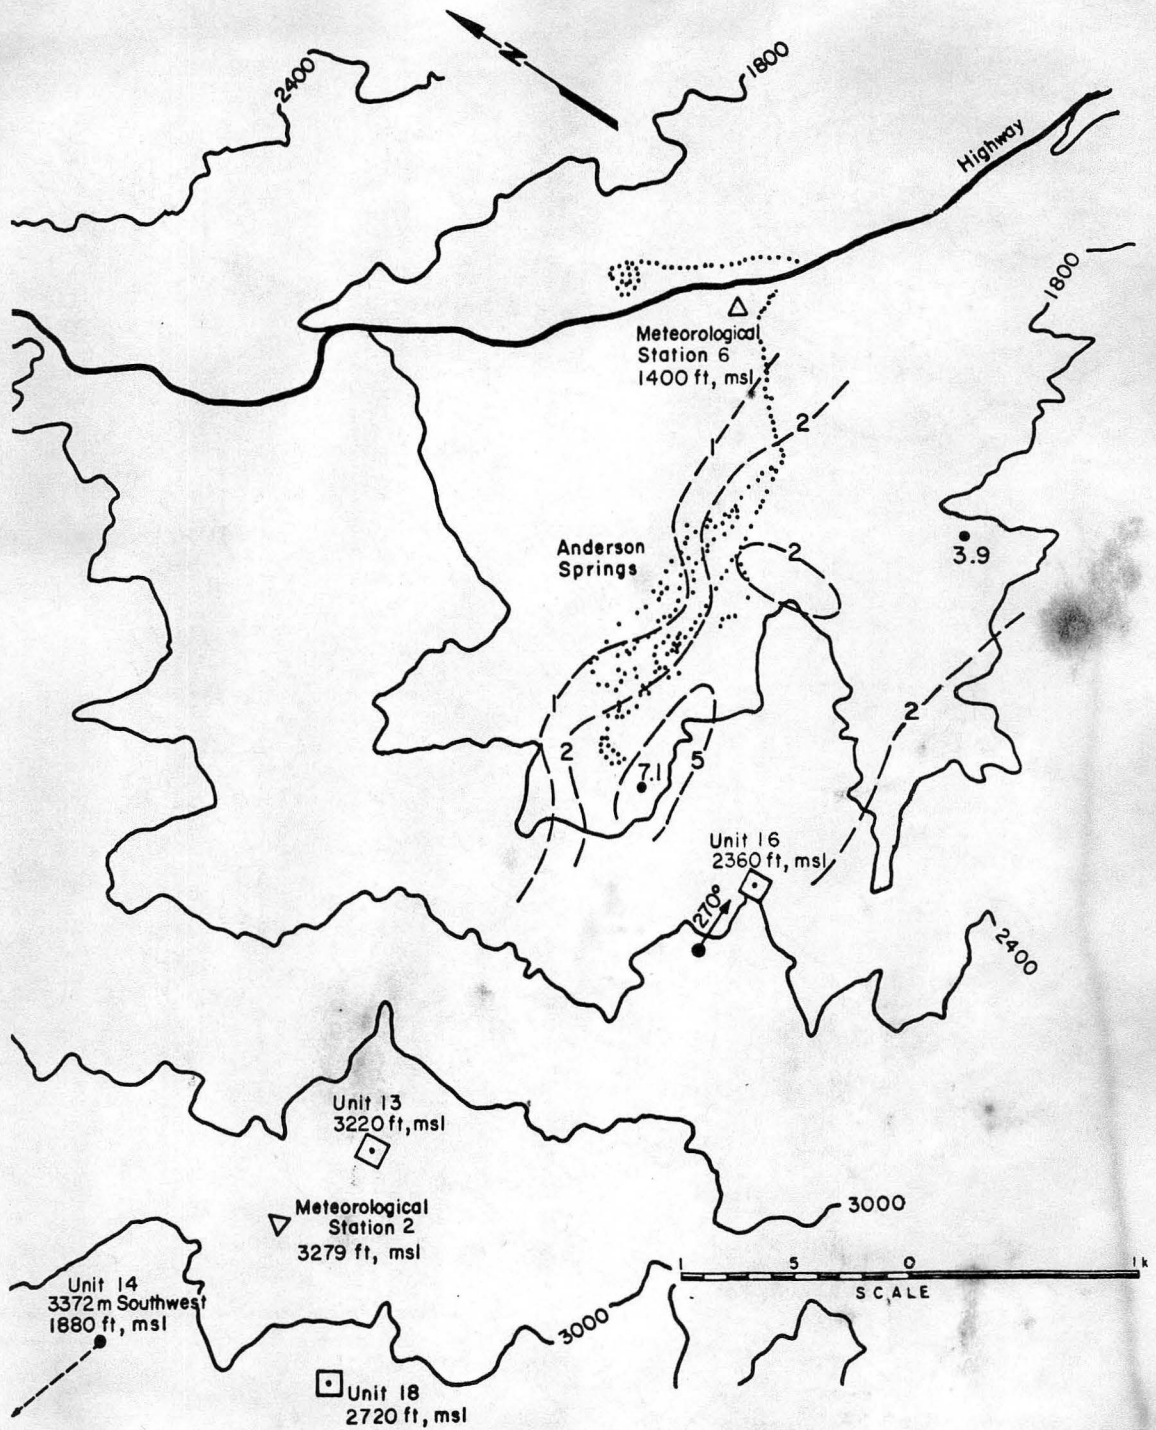 N
2400
1800
Highway
1800
Meteorological
Station 6
1400 ft, msl
1
2
Anderson
Springs
2
3.9
1
2
2
7.1
5
Unit 16
2360 ft, msl
270°
2400
Unit 13
3220 ft, msl
Meteorological
Station 2
3279 ft, msl
3000
Unit 14
3372 m Southwest
1880 ft, msl
3000
1 5 0 1 k
SCALE
Unit 18
2720 ft, msl